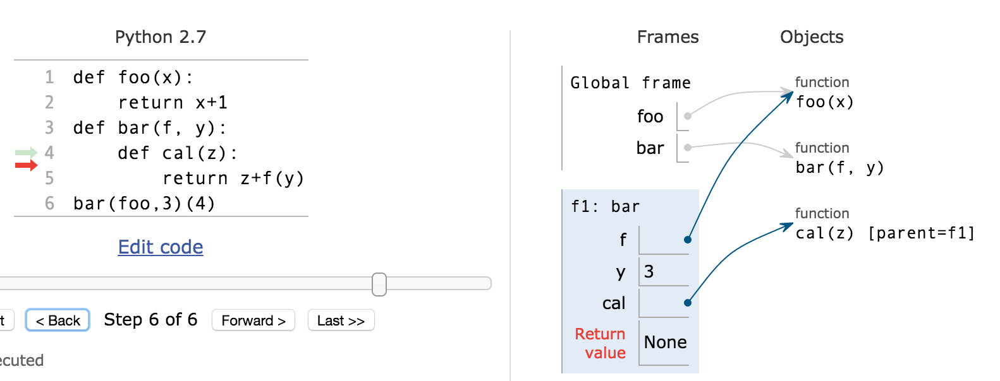 Python 2.7
1 def foo(x):
2 return x+1
3 def bar(f, y):
4 def cal(z):
5 return z+f(y)
6 bar(foo,3)(4)
Edit code
t < Back Step 6 of 6 Forward > Last >>
ecuted
Frames Objects
Global frame
foo
bar
function
foo(x)
function
bar(f, y)
function
cal(z) [parent=f1]
f1: bar
f
y 3
cal
Return
value None